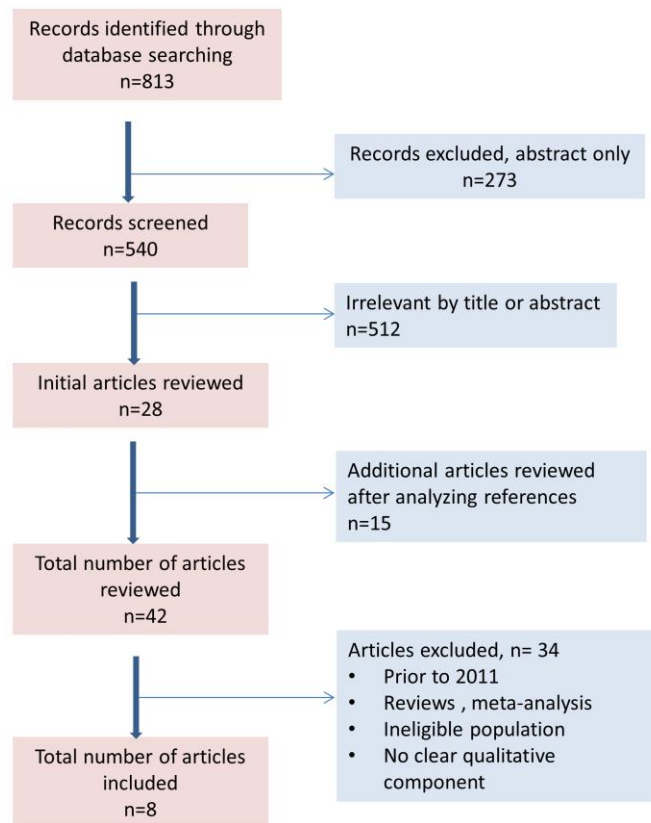 Records identified through
database searching
n=813
Records excluded, abstract only
n=273
Records screened
n=540
Irrelevant by title or abstract
n=512
Initial articles reviewed
n=28
Additional articles reviewed
after analyzing references
n=15
Total number of articles
reviewed
n=42
Articles excluded, n= 34
• Prior to 2011
• Reviews , meta-analysis
• Ineligible population
• No clear qualitative
component
Total number of articles
included
n=8